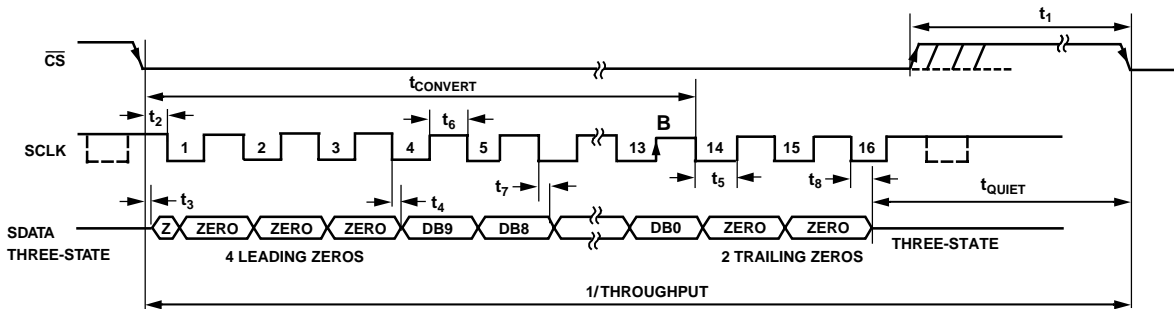 t1
CS
tCONVERT
t2
t6
B
SCLK
1 2 3 4 5 13 14 15 16
t3 t4 t7 t5 t8 tQUIET
SDATA Z ZERO ZERO ZERO DB9 DB8 DB0 ZERO ZERO
THREE-STATE 4 LEADING ZEROS 2 TRAILING ZEROS THREE-STATE
1/THROUGHPUT